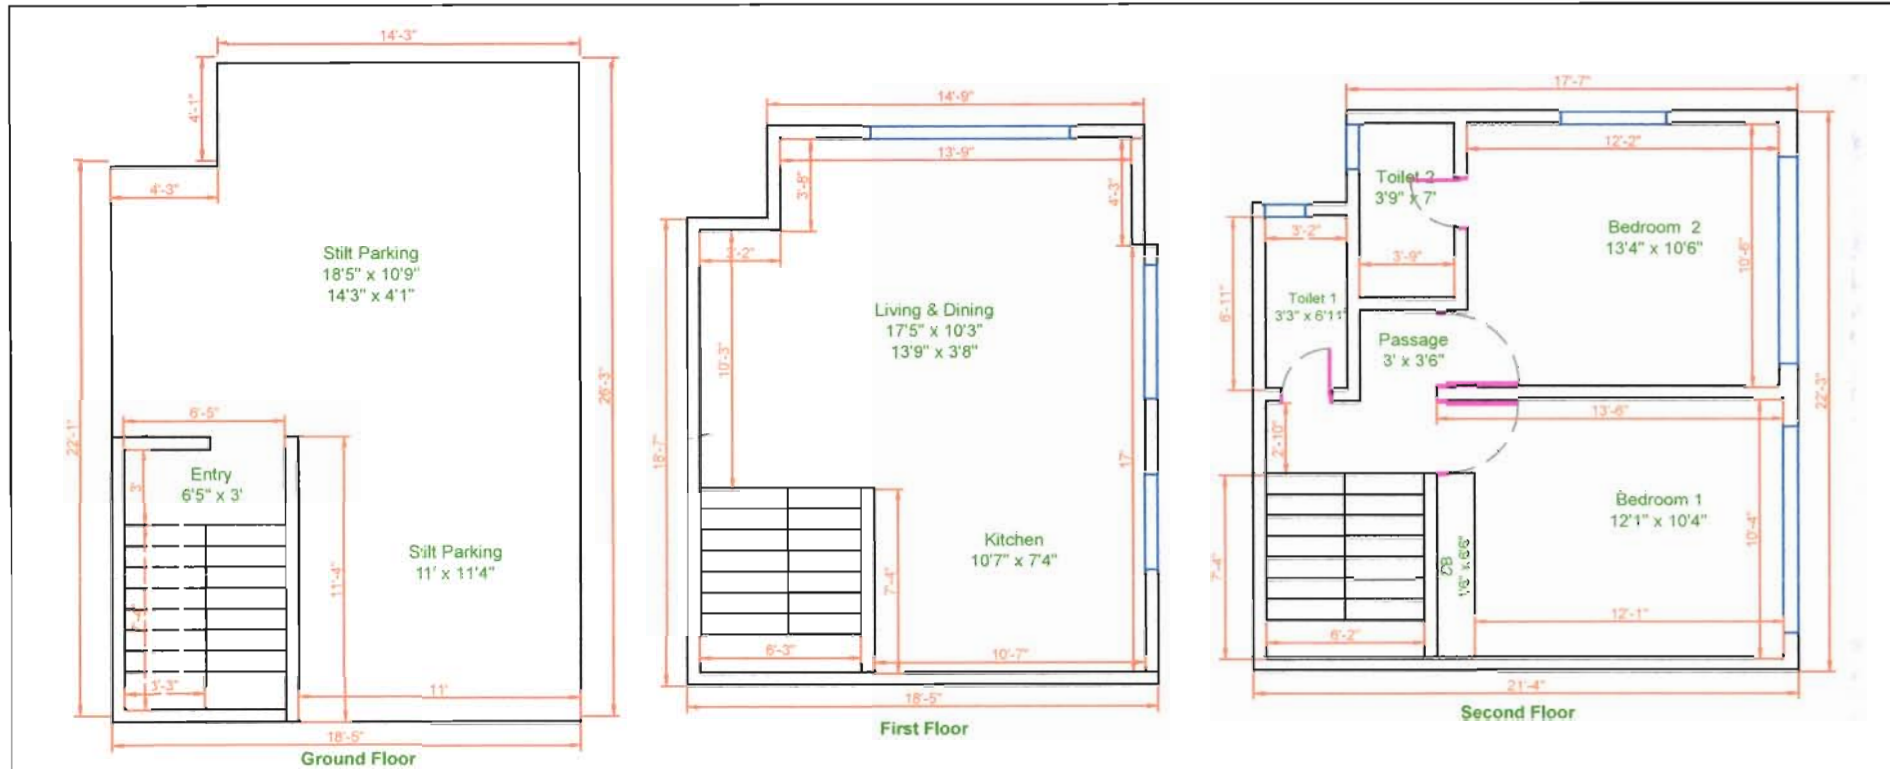 14'-3"
4'-1"
4'-3"
Stilt Parking
18'5" x 10'9"
14'3" x 4'1"
26'-3"
22'-1"
6'-5"
Entry
6'5" x 3'
3'
11'-4"
Stilt Parking
11' x 11'4"
3'-3"
11'
18'-5"
Ground Floor
14'-9"
13'-9"
3'-8"
4'-3"
3'-2"
Living & Dining
17'5" x 10'3"
13'9" x 3'8"
10'-3"
18'-7"
17'
Kitchen
10'7" x 7'4"
7'-4"
6'-3"
10'-7"
18'-5"
First Floor
17'-7"
12'-2"
Toilet 2
3'9" x 7'
Bedroom 2
13'4" x 10'6"
3'-2"
3'-9"
10'-6"
6'-11"
Toilet 1
3'3" x 6'11"
Passage
3' x 3'6"
22'-3"
13'-6"
2'-10"
Bedroom 1
12'1" x 10'4"
10'-4"
7'-4"
12'-1"
6'-2"
21'-4"
Second Floor